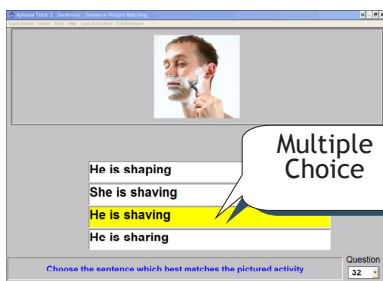 Aphasia Tutor 2 : Sentences : Sentence-Picture Matching
Multiple
Choice
He is shaping
She is shaving
He is shaving
He is sharing
Choose the sentence which best matches the pictured activity
Question
32